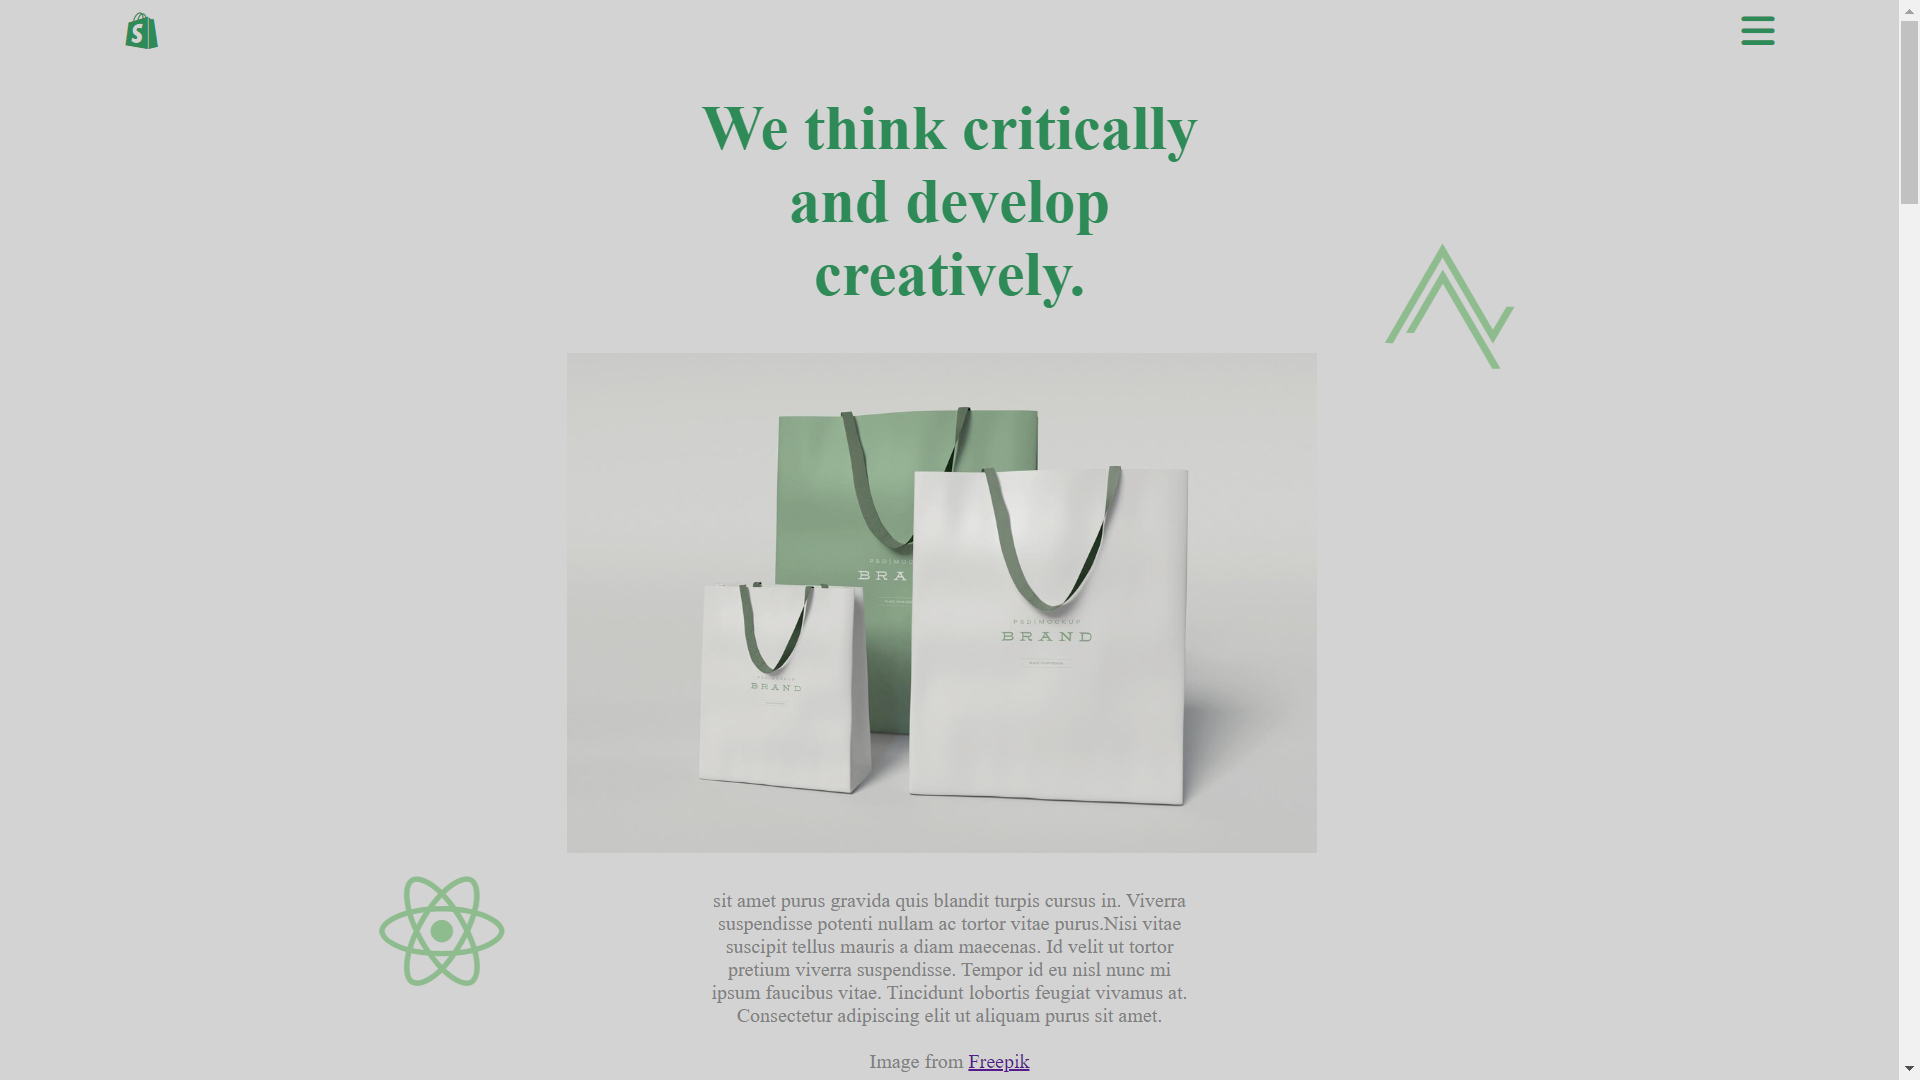 S
We think critically
and develop
creatively.
PSD|MOC
BRA
PSD|MOCKUP
BRAND
BRAND
sit amet purus gravida quis blandit turpis cursus in. Viverra
suspendisse potenti nullam ac tortor vitae purus.Nisi vitae
suscipit tellus mauris a diam maecenas. Id velit ut tortor
pretium viverra suspendisse. Tempor id eu nisl nunc mi
ipsum faucibus vitae. Tincidunt lobortis feugiat vivamus at.
Consectetur adipiscing elit ut aliquam purus sit amet.
Image from Freepik